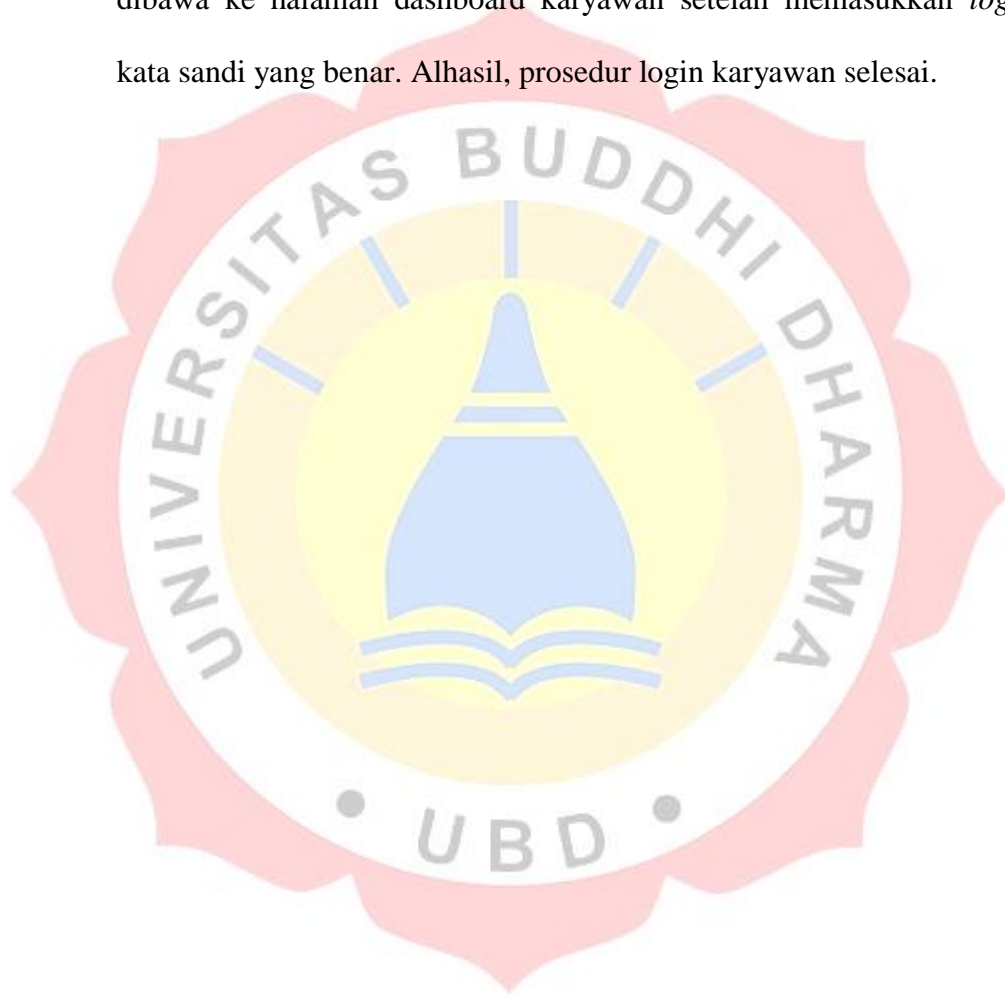 dibawa ke halaman dashboard karyawan setelah memasukkan
kata sandi yang benar. Alhasil, prosedur login karyawan selesai.
UNIVERSITAS BUDDHI DHARMA
• UBD •